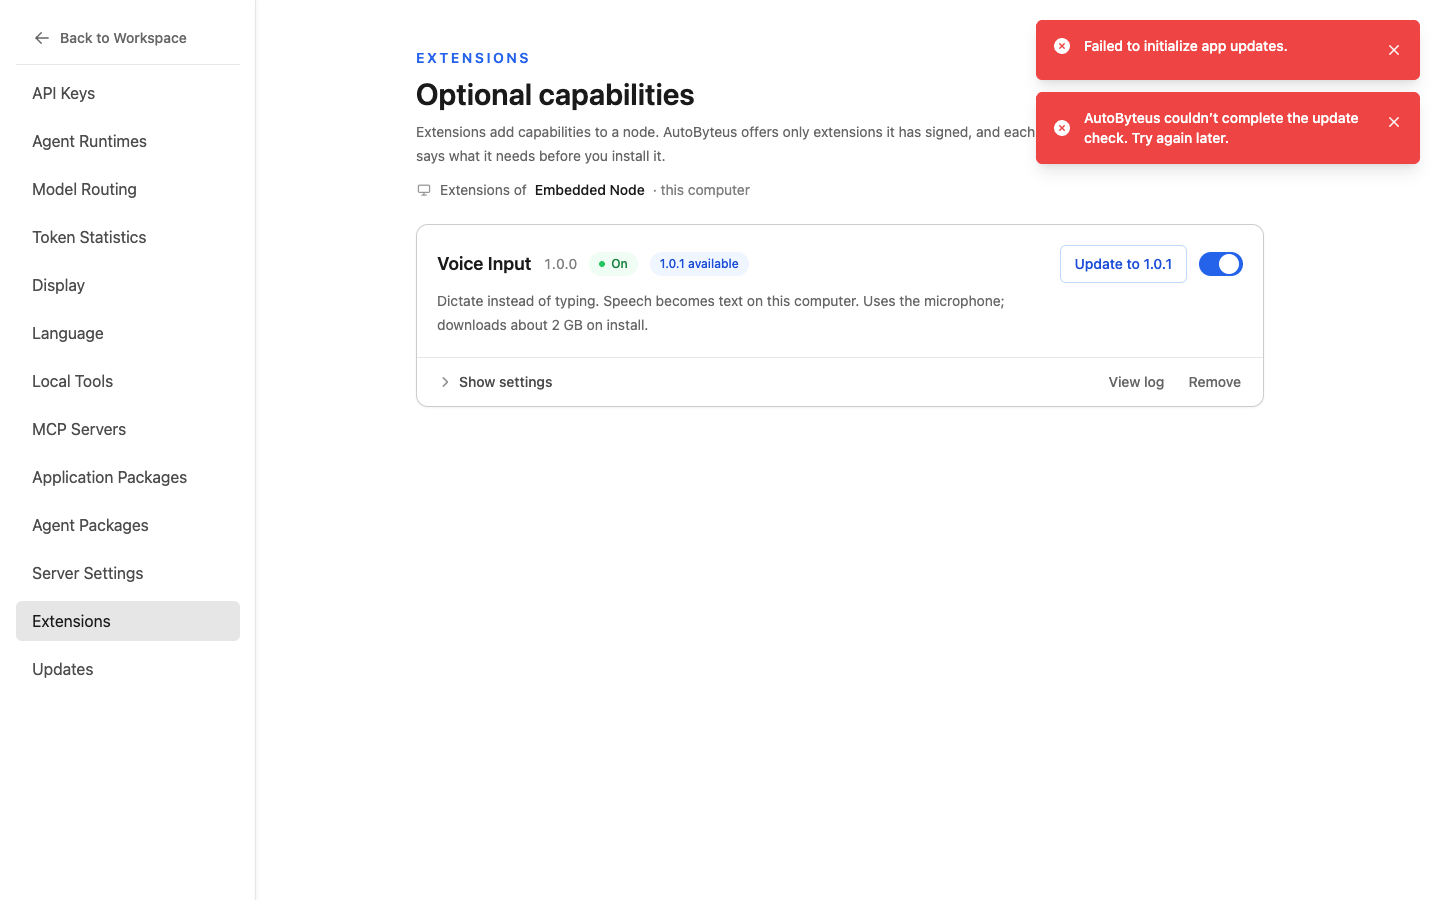 Back to Workspace
API Keys
Agent Runtimes
Model Routing
Token Statistics
Display
Language
Local Tools
MCP Servers
Application Packages
Agent Packages
Server Settings
Extensions
Updates
EXTENSIONS
Optional capabilities
Extensions add capabilities to a node. AutoByteus offers only extensions it has signed, and each
says what it needs before you install it.
Extensions of Embedded Node · this computer
Voice Input 1.0.0 On 1.0.1 available Update to 1.0.1
Dictate instead of typing. Speech becomes text on this computer. Uses the microphone;
downloads about 2 GB on install.
Show settings View log Remove
Failed to initialize app updates.
AutoByteus couldn’t complete the update
check. Try again later.